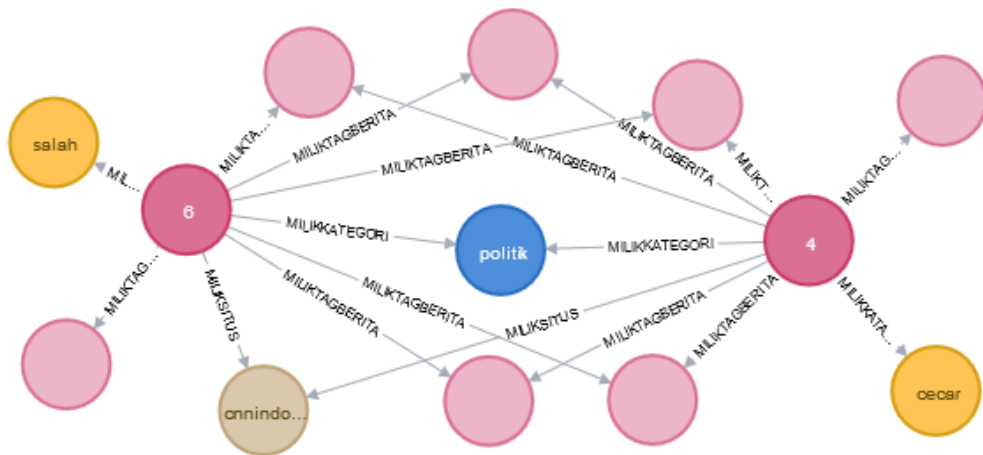 MILIKTA...
MILIKTAGBERITA
MILIKTAGBERITA
MILIKTAGBERITA
MILIKTAGBERITA
MILIKT...
MILIKTAG...
salah
MIL...
6
MILIKKATEGORI
politik
MILIKKATEGORI
4
MILIKTAG...
MILIKSITUS
MILIKTAGBERITA
MILIKTAGBERITA
MILIKSITUS
MILIKTAGBERITA
MILIKTAGBERITA
MILIKKATA...
cnnindo...
cecar